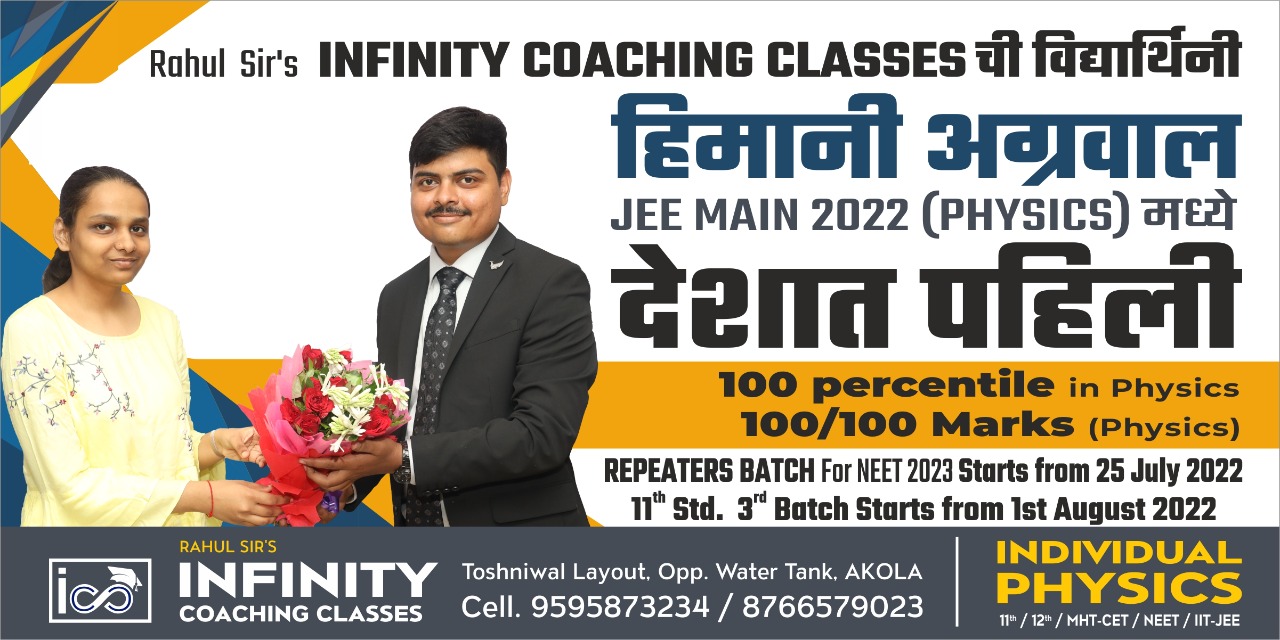 Rahul Sir's INFINITY COACHING CLASSES ची विद्यार्थिनी
हिमानी अग्रवाल
JEE MAIN 2022 (PHYSICS) मध्ये
देशात पहिली
100 percentile in Physics
100/100 Marks (Physics)
REPEATERS BATCH For NEET 2023 Starts from 25 July 2022
11th Std. 3rd Batch Starts from 1st August 2022
RAHUL SIR'S
INFINITY
COACHING CLASSES
Toshniwal Layout, Opp. Water Tank, AKOLA
Cell. 9595873234 / 8766579023
INDIVIDUAL
PHYSICS
11th / 12th / MHT-CET / NEET / IIT-JEE